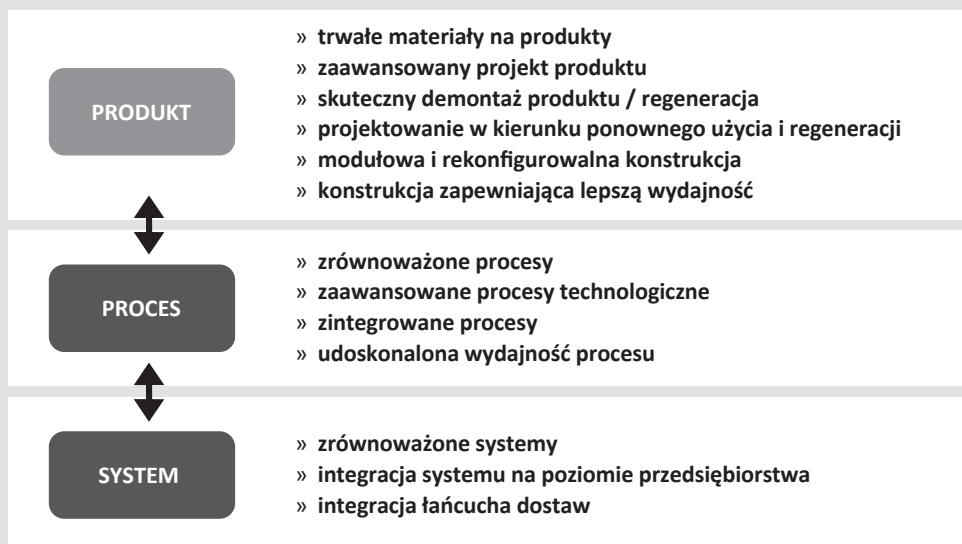 PRODUKT
» trwałe materiały na produkty
» zaawansowany projekt produktu
» skuteczny demontaż produktu / regeneracja
» projektowanie w kierunku ponownego użycia i regeneracji
» modułowa i rekonfigurowalna konstrukcja
» konstrukcja zapewniająca lepszą wydajność
PROCES
» zrównoważone procesy
» zaawansowane procesy technologiczne
» zintegrowane procesy
» udoskonalona wydajność procesu
SYSTEM
» zrównoważone systemy
» integracja systemu na poziomie przedsiębiorstwa
» integracja łańcucha dostaw